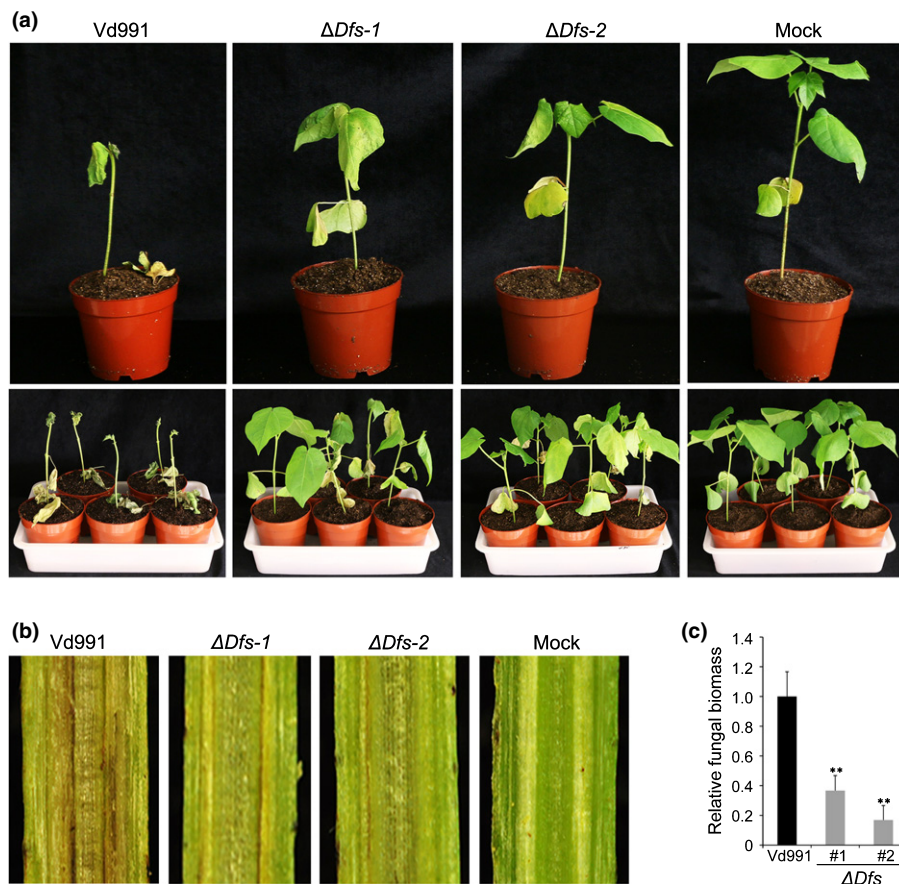 (a)
Vd991 ΔDfs-1 ΔDfs-2 Mock
(b)
Vd991 ΔDfs-1 ΔDfs-2 Mock
(c)
Relative fungal biomass
1.4
1.2
1.0
0.8
0.6
0.4
0.2
0
**
**
Vd991 #1 #2
ΔDfs